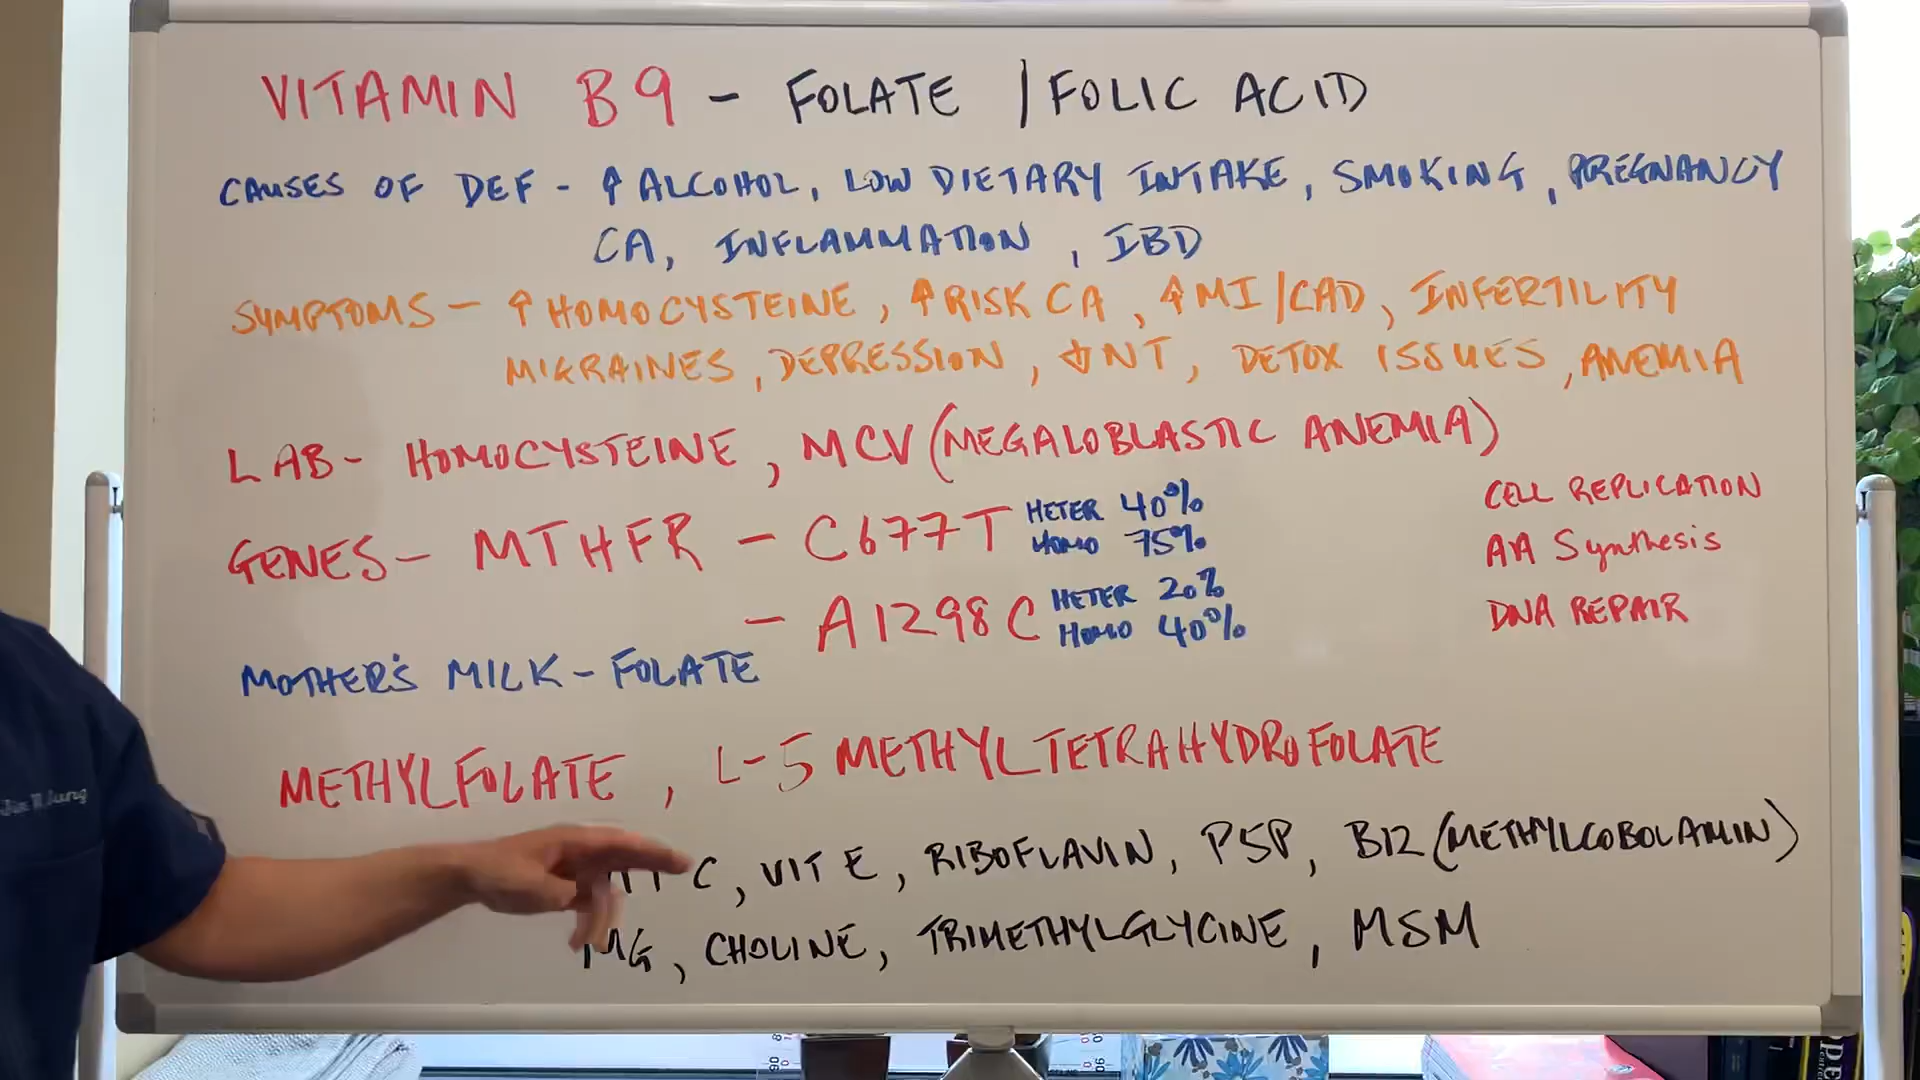 VITAMIN B9 - FOLATE / FOLIC ACID
CAUSES OF DEF - ↑ ALCOHOL, LOW DIETARY INTAKE, SMOKING, PREGNANCY
CA, INFLAMMATION, IBD
SYMPTOMS - ↑ HOMOCYSTEINE, ↑ RISK CA, ↑ MI/CAD, INFERTILITY
MIGRAINES, DEPRESSION, ↓ NT, DETOX ISSUES, ANEMIA
LAB - HOMOCYSTEINE, MCV (MEGALOBLASTIC ANEMIA)
GENES - MTHFR - C677T
HETER 40%
HOMO 75%
- A1298C
HETER 20%
HOMO 40%
CELL REPLICATION
AA Synthesis
DNA REPAIR
MOTHER'S MILK - FOLATE
METHYLFOLATE, L-5 METHYLTETRAHYDROFOLATE
C, VIT E, RIBOFLAVIN, P5P, B12 (METHYLCOBOLAMIN)
MG, CHOLINE, TRIMETHYLGLYCINE, MSM